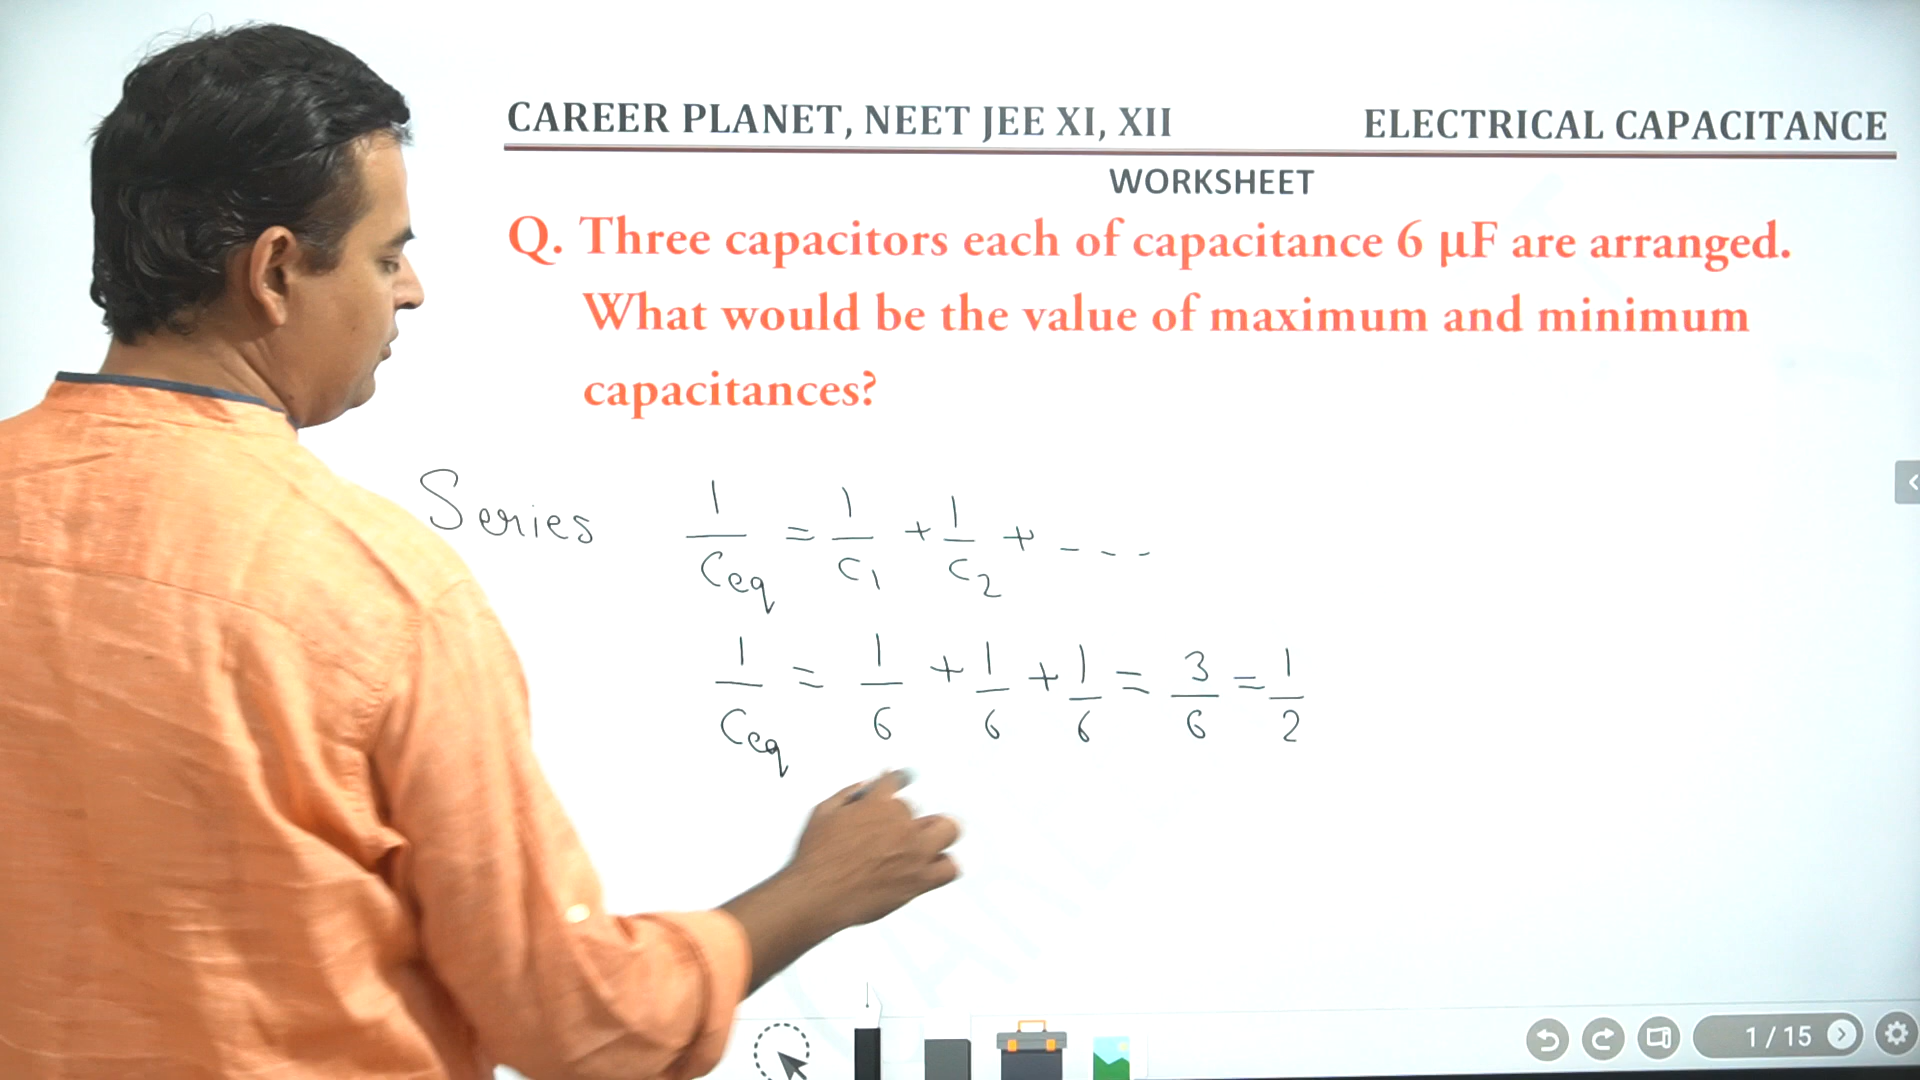 CAREER PLANET, NEET JEE XI, XII ELECTRICAL CAPACITANCE
WORKSHEET
Q. Three capacitors each of capacitance 6 μF are arranged.
What would be the value of maximum and minimum
capacitances?
Series 1/Ceq = 1/C1 + 1/C2 + - - -
1/Ceq = 1/6 + 1/6 + 1/6 = 3/6 = 1/2
1 / 15